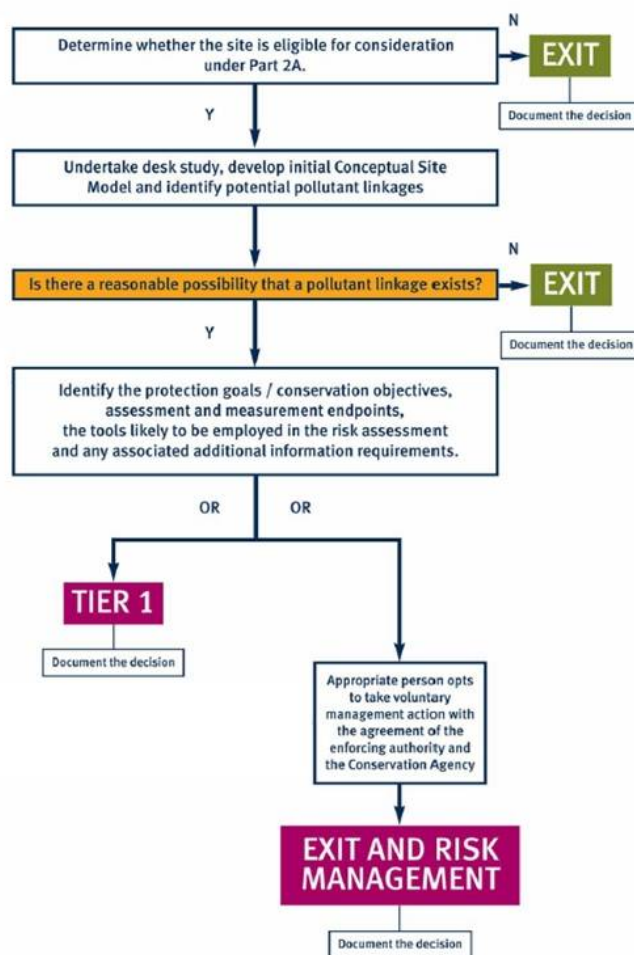 N
Determine whether the site is eligible for consideration
under Part 2A.
EXIT
Document the decision
Y
Undertake desk study, develop initial Conceptual Site
Model and identify potential pollutant linkages
N
Is there a reasonable possibility that a pollutant linkage exists?
EXIT
Document the decision
Y
Identify the protection goals / conservation objectives,
assessment and measurement endpoints,
the tools likely to be employed in the risk assessment
and any associated additional information requirements.
OR OR
TIER 1
Document the decision
Appropriate person opts
to take voluntary
management action with
the agreement of the
enforcing authority and
the Conservation Agency
EXIT AND RISK
MANAGEMENT
Document the decision